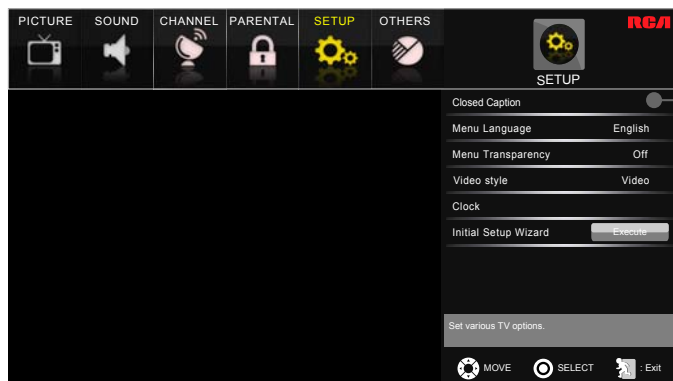 PICTURE SOUND CHANNEL PARENTAL SETUP OTHERS
RCA
SETUP
Closed Caption
Menu Language English
Menu Transparency Off
Video style Video
Clock
Initial Setup Wizard Execute
Set various TV options.
MOVE SELECT : Exit